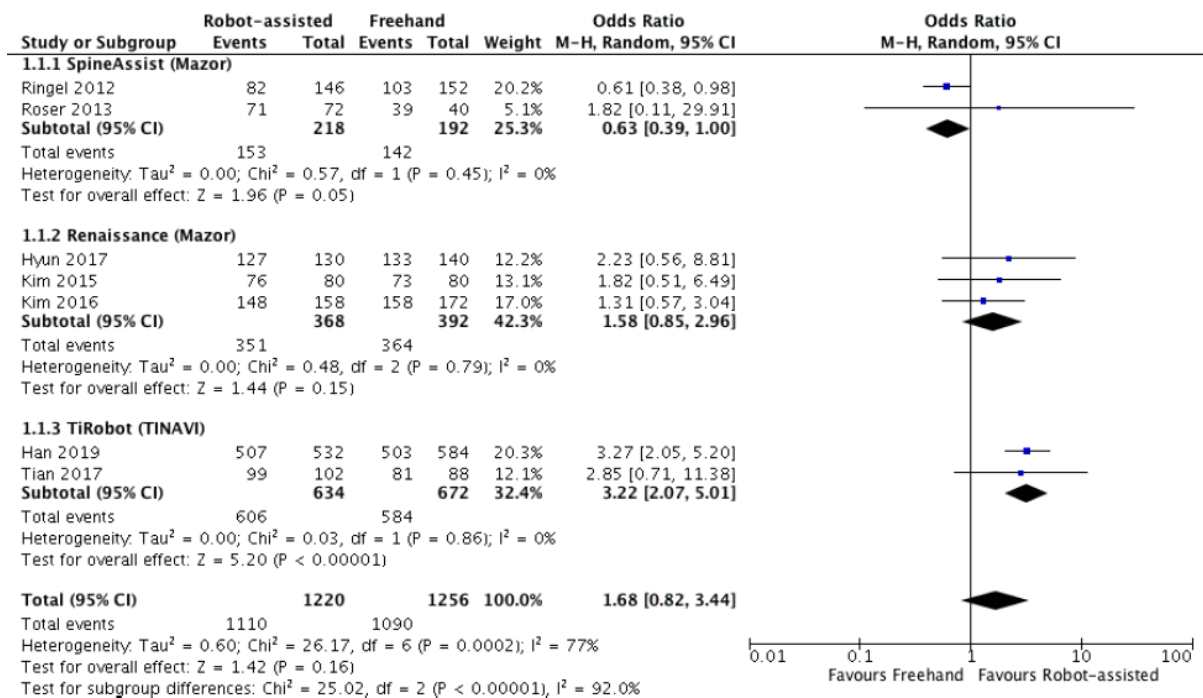 Robot-assisted Freehand Odds Ratio Odds Ratio
Study or Subgroup Events Total Events Total Weight M-H, Random, 95% CI M-H, Random, 95% CI
1.1.1 SpineAssist (Mazor)
Ringel 2012 82 146 103 152 20.2% 0.61 [0.38, 0.98]
Roser 2013 71 72 39 40 5.1% 1.82 [0.11, 29.91]
Subtotal (95% CI) 218 192 25.3% 0.63 [0.39, 1.00]
Total events 153 142
Heterogeneity: Tau² = 0.00; Chi² = 0.57, df = 1 (P = 0.45); I² = 0%
Test for overall effect: Z = 1.96 (P = 0.05)
1.1.2 Renaissance (Mazor)
Hyun 2017 127 130 133 140 12.2% 2.23 [0.56, 8.81]
Kim 2015 76 80 73 80 13.1% 1.82 [0.51, 6.49]
Kim 2016 148 158 158 172 17.0% 1.31 [0.57, 3.04]
Subtotal (95% CI) 368 392 42.3% 1.58 [0.85, 2.96]
Total events 351 364
Heterogeneity: Tau² = 0.00; Chi² = 0.48, df = 2 (P = 0.79); I² = 0%
Test for overall effect: Z = 1.44 (P = 0.15)
1.1.3 TiRobot (TINAVI)
Han 2019 507 532 503 584 20.3% 3.27 [2.05, 5.20]
Tian 2017 99 102 81 88 12.1% 2.85 [0.71, 11.38]
Subtotal (95% CI) 634 672 32.4% 3.22 [2.07, 5.01]
Total events 606 584
Heterogeneity: Tau² = 0.00; Chi² = 0.03, df = 1 (P = 0.86); I² = 0%
Test for overall effect: Z = 5.20 (P < 0.00001)
Total (95% CI) 1220 1256 100.0% 1.68 [0.82, 3.44]
Total events 1110 1090
Heterogeneity: Tau² = 0.60; Chi² = 26.17, df = 6 (P = 0.0002); I² = 77%
Test for overall effect: Z = 1.42 (P = 0.16)
Test for subgroup differences: Chi² = 25.02, df = 2 (P < 0.00001), I² = 92.0%
0.01 0.1 1 10 100
Favours Freehand Favours Robot-assisted